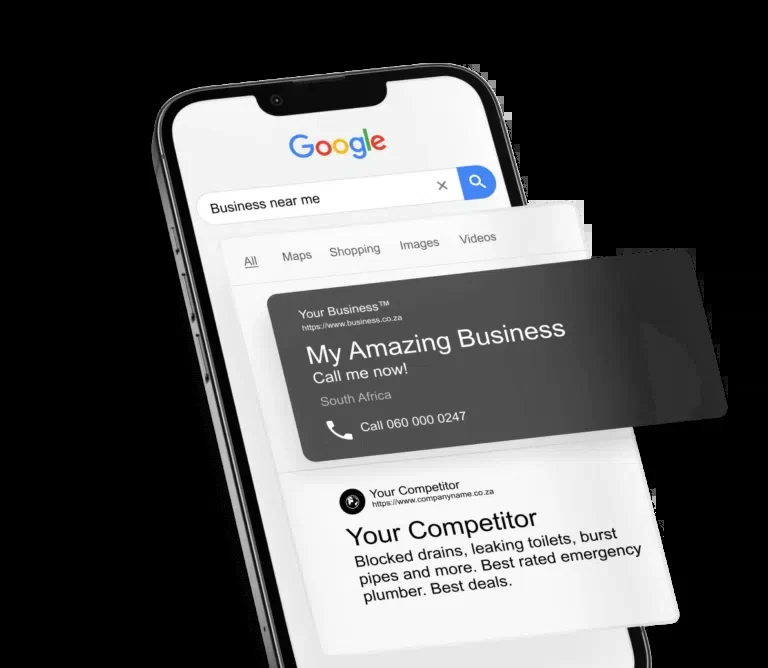 Google
Business near me
All Maps Shopping Images Videos
Your Business™
https://www.business.co.za
My Amazing Business
Call me now!
South Africa
Call 060 000 0247
Your Competitor
https://www.companyname.co.za
Your Competitor
Blocked drains, leaking toilets, burst
pipes and more. Best rated emergency
plumber. Best deals.